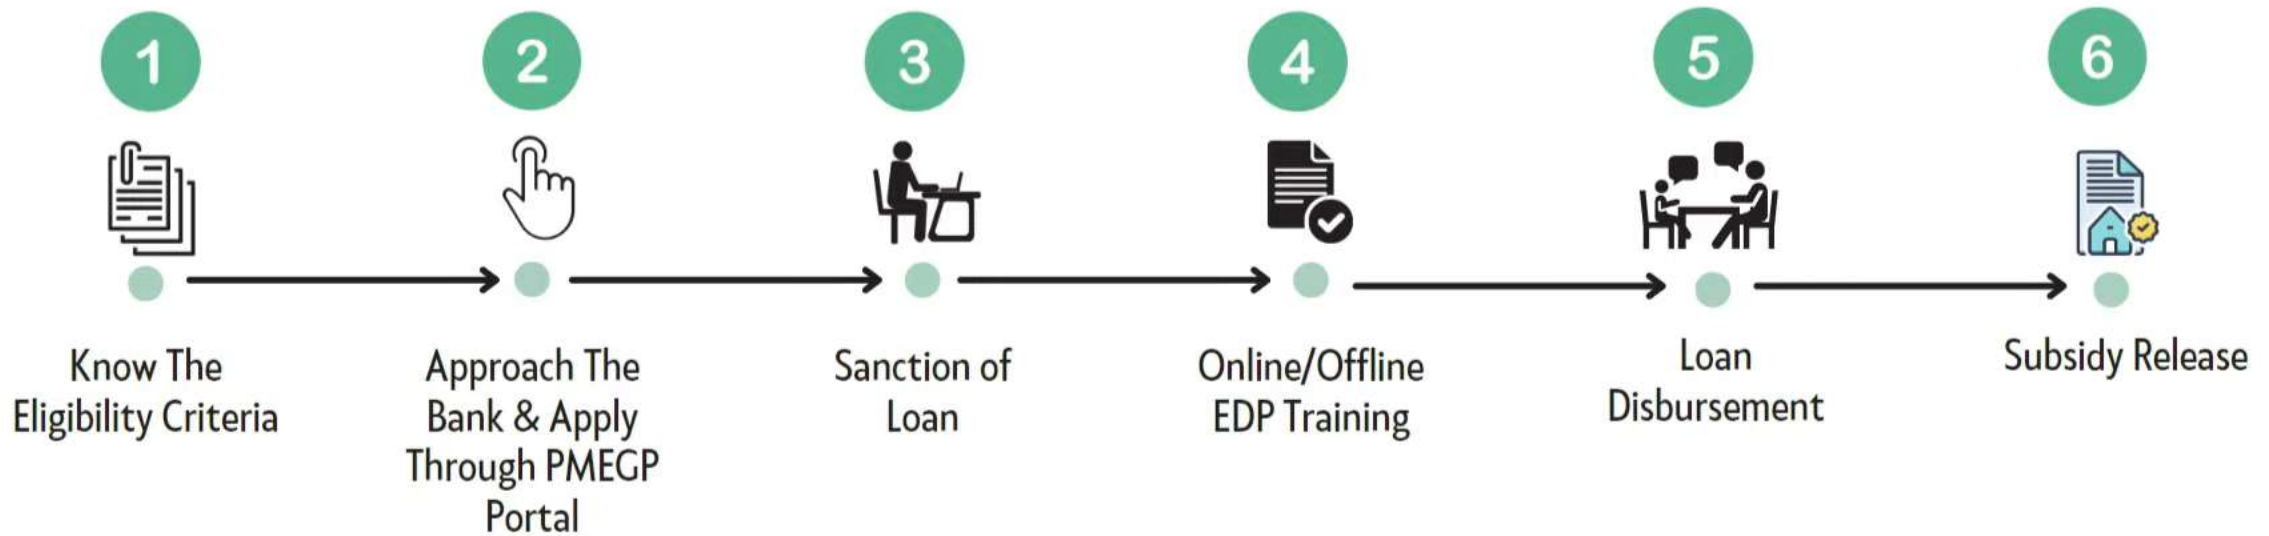 1
2
3
4
5
6
Know The
Eligibility Criteria
Approach The
Bank & Apply
Through PMEGP
Portal
Sanction of
Loan
Online/Offline
EDP Training
Loan
Disbursement
Subsidy Release